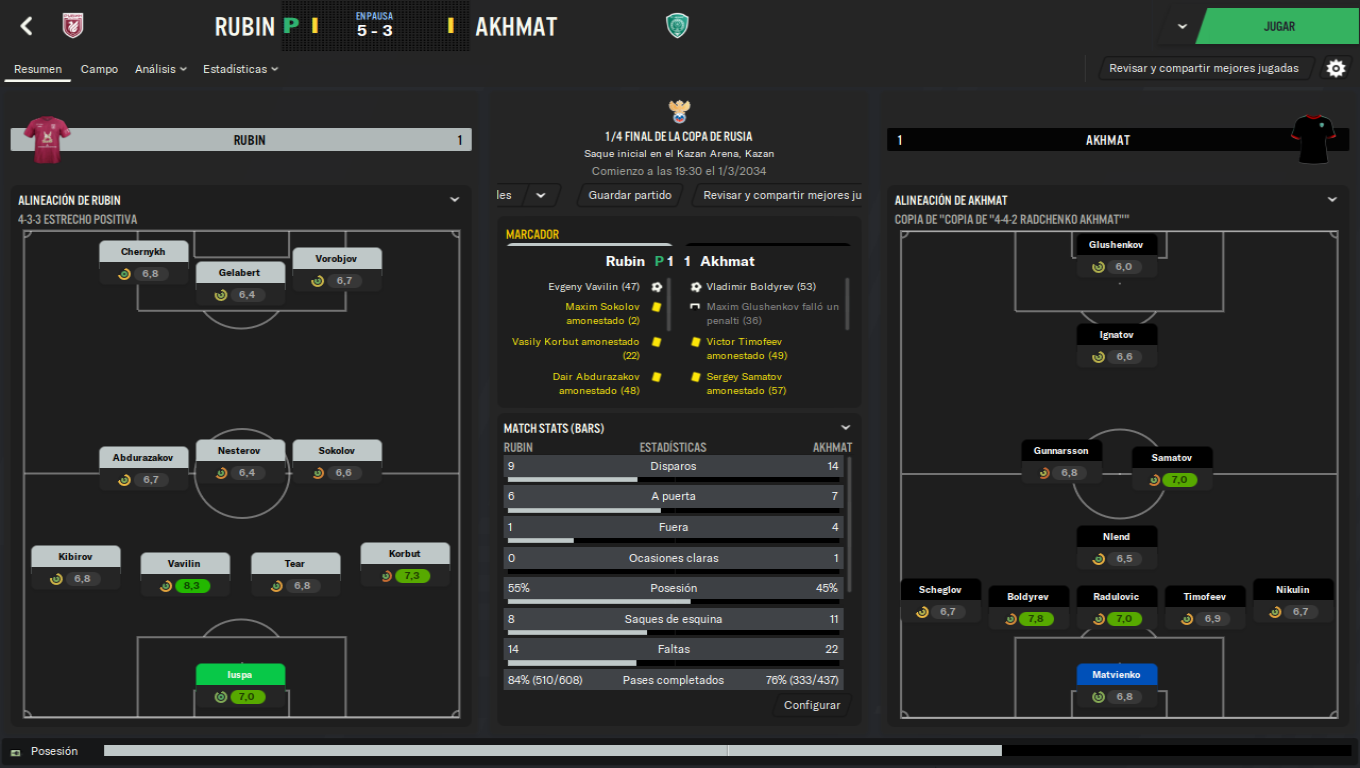 RUBIN P 1 EN PAUSA 5 - 3 1 AKHMAT
JUGAR
Resumen Campo Análisis Estadísticas
Revisar y compartir mejores jugadas
RUBIN 1
1/4 FINAL DE LA COPA DE RUSIA
Saque inicial en el Kazan Arena, Kazan
Comienzo a las 19:30 el 1/3/2034
1 AKHMAT
les Guardar partido Revisar y compartir mejores ju
ALINEACIÓN DE RUBIN
4-3-3 ESTRECHO POSITIVA
Chernykh
6,8
Gelabert
6,4
Vorobjov
6,7
Abdurazakov
6,7
Nesterov
6,4
Sokolov
6,6
Kibirov
6,8
Vavilin
8,3
Tear
6,8
Korbut
7,3
Iuspa
7,0
MARCADOR
Rubin P 1 1 Akhmat
Evgeny Vavilin (47)
Maxim Sokolov
amonestado (2)
Vasily Korbut amonestado
(22)
Dair Abdurazakov
amonestado (48)
Vladimir Boldyrev (53)
Maxim Glushenkov falló un
penalti (36)
Victor Timofeev
amonestado (49)
Sergey Samatov
amonestado (57)
MATCH STATS (BARS)
RUBIN ESTADÍSTICAS AKHMAT
9 Disparos 14
6 A puerta 7
1 Fuera 4
0 Ocasiones claras 1
55% Posesión 45%
8 Saques de esquina 11
14 Faltas 22
84% (510/608) Pases completados 76% (333/437)
Configurar
ALINEACIÓN DE AKHMAT
COPIA DE "COPIA DE "4-4-2 RADCHENKO AKHMAT""
Glushenkov
6,0
Ignatov
6,6
Gunnarsson
6,8
Samatov
7,0
Nlend
6,5
Scheglov
6,7
Boldyrev
7,8
Radulovic
7,0
Timofeev
6,9
Nikulin
6,7
Matvienko
6,8
Posesión